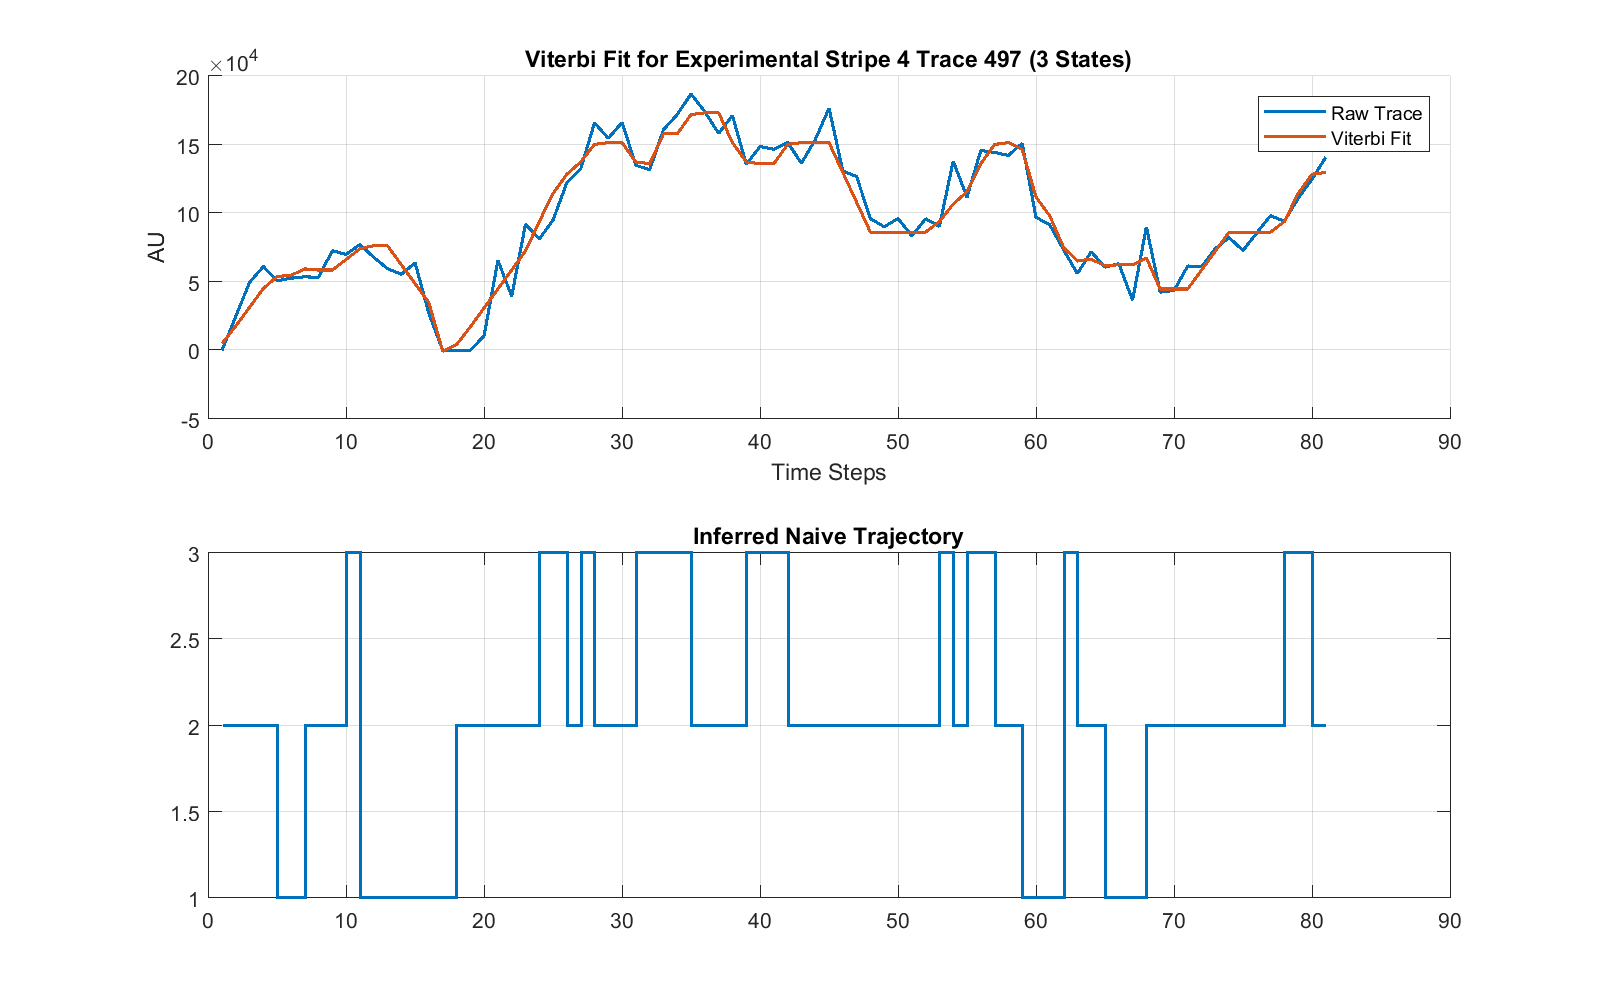 Viterbi Fit for Experimental Stripe 4 Trace 497 (3 States)
×10^4
20
15
10
5
0
-5
AU
Raw Trace
Viterbi Fit
0 10 20 30 40 50 60 70 80 90
Time Steps
Inferred Naive Trajectory
3
2.5
2
1.5
1
0 10 20 30 40 50 60 70 80 90